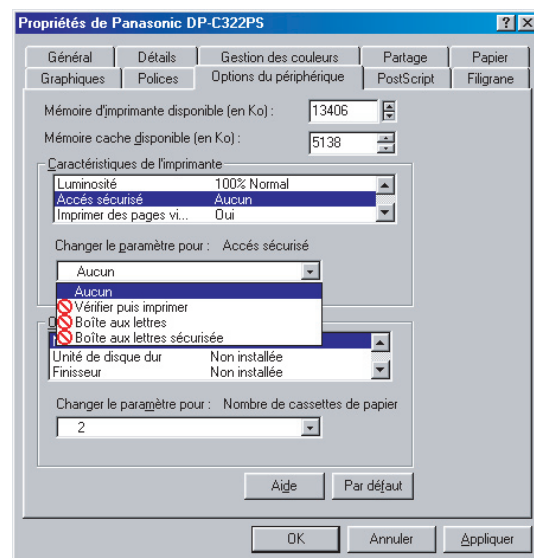 Propriétés de Panasonic DP-C322PS
Général Détails Gestion des couleurs Partage Papier
Graphiques Polices Options du périphérique PostScript Filigrane
Mémoire d'imprimante disponible (en Ko) : 13406
Mémoire cache disponible (en Ko) : 5138
Caractéristiques de l'imprimante
Luminosité 100% Normal
Accés sécurisé Aucun
Imprimer des pages vi... Oui
Changer le paramètre pour : Accés sécurisé
Aucun
Aucun
Vérifier puis imprimer
Boîte aux lettres
Boîte aux lettres sécurisée
Unité de disque dur Non installée
Finisseur Non installée
Changer le paramètre pour : Nombre de cassettes de papier
2
Aide Par défaut
OK Annuler Appliquer